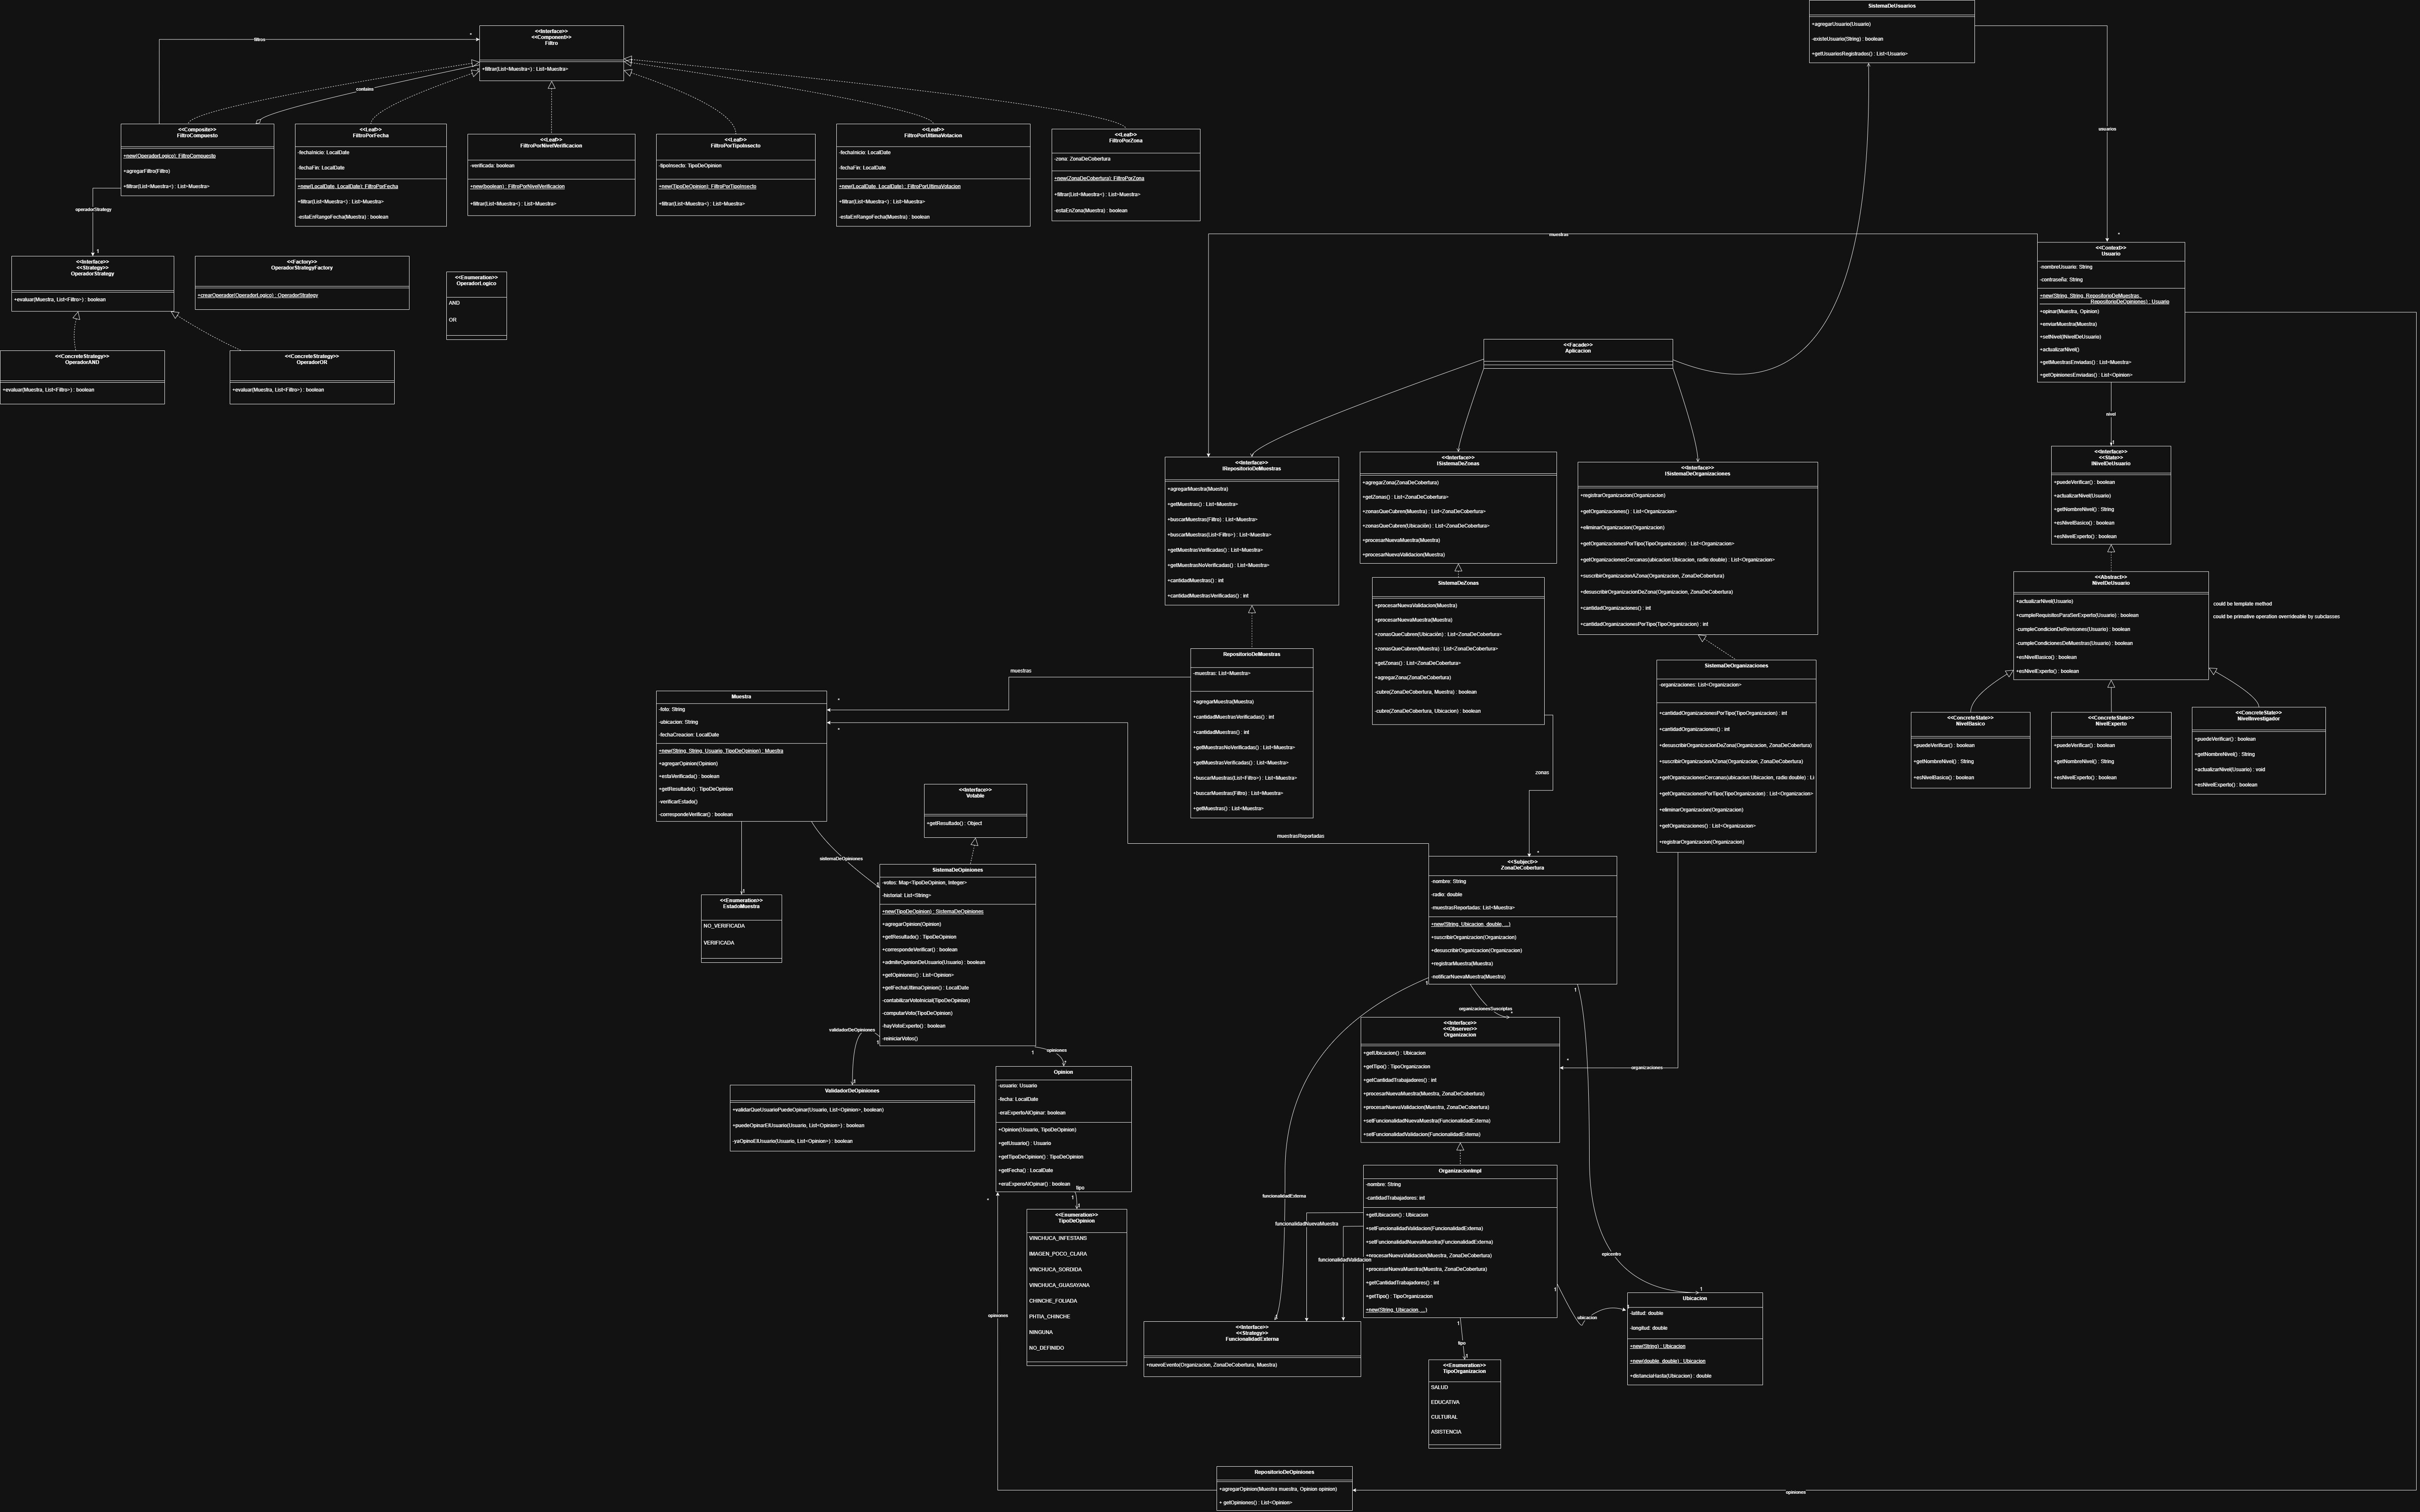 SistemaDeUsuarios
+agregarUsuario(Usuario)
-existeUsuario(String) : boolean
+getUsuariosRegistrados() : List<Usuario>
<<Interface>>
<<Component>>
Filtro
+filtrar(List<Muestra>) : List<Muestra>
filtros
*
contains
<<Composite>>
FiltroCompuesto
+new(OperadorLogico): FiltroCompuesto
+agregarFiltro(Filtro)
+filtrar(List<Muestra>) : List<Muestra>
<<Leaf>>
FiltroPorFecha
-fechaInicio: LocalDate
-fechaFin: LocalDate
+new(LocalDate, LocalDate): FiltroPorFecha
+filtrar(List<Muestra>) : List<Muestra>
-estaEnRangoFecha(Muestra) : boolean
<<Leaf>>
FiltroPorNivelVerificacion
-verificada: boolean
+new(boolean) : FiltroPorNivelVerificacion
+filtrar(List<Muestra>) : List<Muestra>
<<Leaf>>
FiltroPorTipoInsecto
-tipoInsecto: TipoDeOpinion
+new(TipoDeOpinion): FiltroPorTipoInsecto
+filtrar(List<Muestra>) : List<Muestra>
<<Leaf>>
FiltroPorUltimaVotacion
-fechaInicio: LocalDate
-fechaFin: LocalDate
+new(LocalDate, LocalDate) : FiltroPorUltimaVotacion
+filtrar(List<Muestra>) : List<Muestra>
-estaEnRangoFecha(Muestra) : boolean
<<Leaf>>
FiltroPorZona
-zona: ZonaDeCobertura
+new(ZonaDeCobertura): FiltroPorZona
+filtrar(List<Muestra>) : List<Muestra>
-estaEnZona(Muestra) : boolean
operadorStrategy
1
<<Interface>>
<<Strategy>>
OperadorStrategy
+evaluar(Muestra, List<Filtro>) : boolean
<<Factory>>
OperadorStrategyFactory
+crearOperador(OperadorLogico) : OperadorStrategy
<<Enumeration>>
OperadorLogico
AND
OR
<<ConcreteStrategy>>
OperadorAND
+evaluar(Muestra, List<Filtro>) : boolean
<<ConcreteStrategy>>
OperadorOR
+evaluar(Muestra, List<Filtro>) : boolean
usuarios
*
muestras
<<Context>>
Usuario
-nombreUsuario: String
-contraseña: String
+new(String, String, RepositorioDeMuestras,
RepositorioDeOpiniones) : Usuario
+opinar(Muestra, Opinion)
+enviarMuestra(Muestra)
+setNivel(INivelDeUsuario)
+actualizarNivel()
+getMuestrasEnviadas() : List<Muestra>
+getOpinionesEnviadas() : List<Opinion>
nivel
1
<<Facade>>
Aplicacion
<<Interface>>
IRepositorioDeMuestras
+agregarMuestra(Muestra)
+getMuestras() : List<Muestra>
+buscarMuestras(Filtro) : List<Muestra>
+buscarMuestras(List<Filtro>) : List<Muestra>
+getMuestrasVerificadas() : List<Muestra>
+getMuestrasNoVerificadas() : List<Muestra>
+cantidadMuestras() : int
+cantidadMuestrasVerificadas() : int
<<Interface>>
ISistemaDeZonas
+agregarZona(ZonaDeCobertura)
+getZonas() : List<ZonaDeCobertura>
+zonasQueCubren(Muestra) : List<ZonaDeCobertura>
+zonasQueCubren(Ubicación) : List<ZonaDeCobertura>
+procesarNuevaMuestra(Muestra)
+procesarNuevaValidacion(Muestra)
<<Interface>>
ISistemaDeOrganizaciones
+registrarOrganizacion(Organizacion)
+getOrganizaciones() : List<Organizacion>
+eliminarOrganizacion(Organizacion)
+getOrganizacionesPorTipo(TipoOrganizacion) : List<Organizacion>
+getOrganizacionesCercanas(ubicacion:Ubicacion, radio:double) : List<Organizacion>
+suscribirOrganizacionAZona(Organizacion, ZonaDeCobertura)
+desuscribirOrganizacionDeZona(Organizacion, ZonaDeCobertura)
+cantidadOrganizaciones() : int
+cantidadOrganizacionesPorTipo(TipoOrganizacion) : int
<<Interface>>
<<State>>
INivelDeUsuario
+puedeVerificar() : boolean
+actualizarNivel(Usuario)
+getNombreNivel() : String
+esNivelBasico() : boolean
+esNivelExperto() : boolean
<<Abstract>>
NivelDeUsuario
+actualizarNivel(Usuario)
+cumpleRequisitosParaSerExperto(Usuario) : boolean
-cumpleCondicionDeRevisones(Usuario) : boolean
-cumpleCondicionesDeMuestras(Usuario) : boolean
+esNivelBasico() : boolean
+esNivelExperto() : boolean
could be template method
could be primative operation overrideable by subclasses
<<ConcreteState>>
NivelBasico
+puedeVerificar() : boolean
+getNombreNivel() : String
+esNivelBasico() : boolean
<<ConcreteState>>
NivelExperto
+puedeVerificar() : boolean
+getNombreNivel() : String
+esNivelExperto() : boolean
<<ConcreteState>>
NivelInvestigador
+puedeVerificar() : boolean
+getNombreNivel() : String
+actualizarNivel(Usuario) : void
+esNivelExperto() : boolean
SistemaDeZonas
+procesarNuevaValidacion(Muestra)
+procesarNuevaMuestra(Muestra)
+zonasQueCubren(Ubicación) : List<ZonaDeCobertura>
+zonasQueCubren(Muestra) : List<ZonaDeCobertura>
+getZonas() : List<ZonaDeCobertura>
+agregarZona(ZonaDeCobertura)
-cubre(ZonaDeCobertura, Muestra) : boolean
-cubre(ZonaDeCobertura, Ubicacion) : boolean
zonas
*
SistemaDeOrganizaciones
-organizaciones: List<Organizacion>
+cantidadOrganizacionesPorTipo(TipoOrganizacion) : int
+cantidadOrganizaciones() : int
+desuscribirOrganizacionDeZona(Organizacion, ZonaDeCobertura)
+suscribirOrganizacionAZona(Organizacion, ZonaDeCobertura)
+getOrganizacionesCercanas(ubicacion:Ubicacion, radio:double) : Li
+getOrganizacionesPorTipo(TipoOrganizacion) : List<Organizacion>
+eliminarOrganizacion(Organizacion)
+getOrganizaciones() : List<Organizacion>
+registrarOrganizacion(Organizacion)
RepositorioDeMuestras
-muestras: List<Muestra>
+agregarMuestra(Muestra)
+cantidadMuestrasVerificadas() : int
+cantidadMuestras() : int
+getMuestrasNoVerificadas() : List<Muestra>
+getMuestrasVerificadas() : List<Muestra>
+buscarMuestras(List<Filtro>) : List<Muestra>
+buscarMuestras(Filtro) : List<Muestra>
+getMuestras() : List<Muestra>
muestras
*
*
muestrasReportadas
Muestra
-foto: String
-ubicacion: String
-fechaCreacion: LocalDate
+new(String, String, Usuario, TipoDeOpinion) : Muestra
+agregarOpinion(Opinion)
+estaVerificada() : boolean
+getResultado() : TipoDeOpinion
-verificarEstado()
-correspondeVerificar() : boolean
sistemaDeOpiniones
1
1
<<Enumeration>>
EstadoMuestra
NO_VERIFICADA
VERIFICADA
<<Interface>>
Votable
+getResultado() : Object
SistemaDeOpiniones
-votos: Map<TipoDeOpinion, Integer>
-historial: List<String>
+new(TipoDeOpinion) : SistemaDeOpiniones
+agregarOpinion(Opinion)
+getResultado() : TipoDeOpinion
+correspondeVerificar() : boolean
+admiteOpinionDeUsuario(Usuario) : boolean
+getOpiniones() : List<Opinion>
+getFechaUltimaOpinion() : LocalDate
-contabilizarVotoInicial(TipoDeOpinion)
-computarVoto(TipoDeOpinion)
-hayVotoExperto() : boolean
-reiniciarVotos()
validadorDeOpiniones
1
1
1
opiniones
*
ValidadorDeOpiniones
+validarQueUsuarioPuedeOpinar(Usuario, List<Opinion>, boolean)
+puedeOpinarElUsuario(Usuario, List<Opinion>) : boolean
-yaOpinoElUsuario(Usuario, List<Opinion>) : boolean
Opinion
-usuario: Usuario
-fecha: LocalDate
-eraExpertoAlOpinar: boolean
+Opinion(Usuario, TipoDeOpinion)
+getUsuario() : Usuario
+getTipoDeOpinion() : TipoDeOpinion
+getFecha() : LocalDate
+eraExperoAlOpinar() : boolean
tipo
1
1
*
opiniones
<<Enumeration>>
TipoDeOpinion
VINCHUCA_INFESTANS
IMAGEN_POCO_CLARA
VINCHUCA_SORDIDA
VINCHUCA_GUASAYANA
CHINCHE_FOLIADA
PHTIA_CHINCHE
NINGUNA
NO_DEFINIDO
<<Subject>>
ZonaDeCobertura
-nombre: String
-radio: double
-muestrasReportadas: List<Muestra>
+new(String, Ubicacion, double, ...)
+suscribirOrganizacion(Organizacion)
+desuscribirOrganizacion(Organizacion)
+registrarMuestra(Muestra)
-notificarNuevaMuestra(Muestra)
1
1
organizacionesSuscriptas
*
<<Interface>>
<<Observer>>
Organizacion
+getUbicacion() : Ubicacion
+getTipo() : TipoOrganizacion
+getCantidadTrabajadores() : int
+procesarNuevaMuestra(Muestra, ZonaDeCobertura)
+procesarNuevaValidacion(Muestra, ZonaDeCobertura)
+setFuncionalidadNuevaMuestra(FuncionalidadExterna)
+setFuncionalidadValidacion(FuncionalidadExterna)
*
organizaciones
OrganizacionImpl
-nombre: String
-cantidadTrabajadores: int
+getUbicacion() : Ubicacion
+setFuncionalidadValidacion(FuncionalidadExterna)
+setFuncionalidadNuevaMuestra(FuncionalidadExterna)
+procesarNuevaValidacion(Muestra, ZonaDeCobertura)
+procesarNuevaMuestra(Muestra, ZonaDeCobertura)
+getCantidadTrabajadores() : int
+getTipo() : TipoOrganizacion
+new(String, Ubicacion, ...)
funcionalidadExterna
funcionalidadNuevaMuestra
funcionalidadValidacion
epicentro
1
1
ubicacion
1
1
<<Interface>>
<<Strategy>>
FuncionalidadExterna
+nuevoEvento(Organizacion, ZonaDeCobertura, Muestra)
1
tipo
1
<<Enumeration>>
TipoOrganizacion
SALUD
EDUCATIVA
CULTURAL
ASISTENCIA
Ubicacion
-latitud: double
-longitud: double
+new(String) : Ubicacion
+new(double, double) : Ubicacion
+distanciaHasta(Ubicacion) : double
RepositorioDeOpiniones
+agregarOpinion(Muestra muestra, Opinion opinion)
+ getOpiniones() : List<Opinion>
opiniones